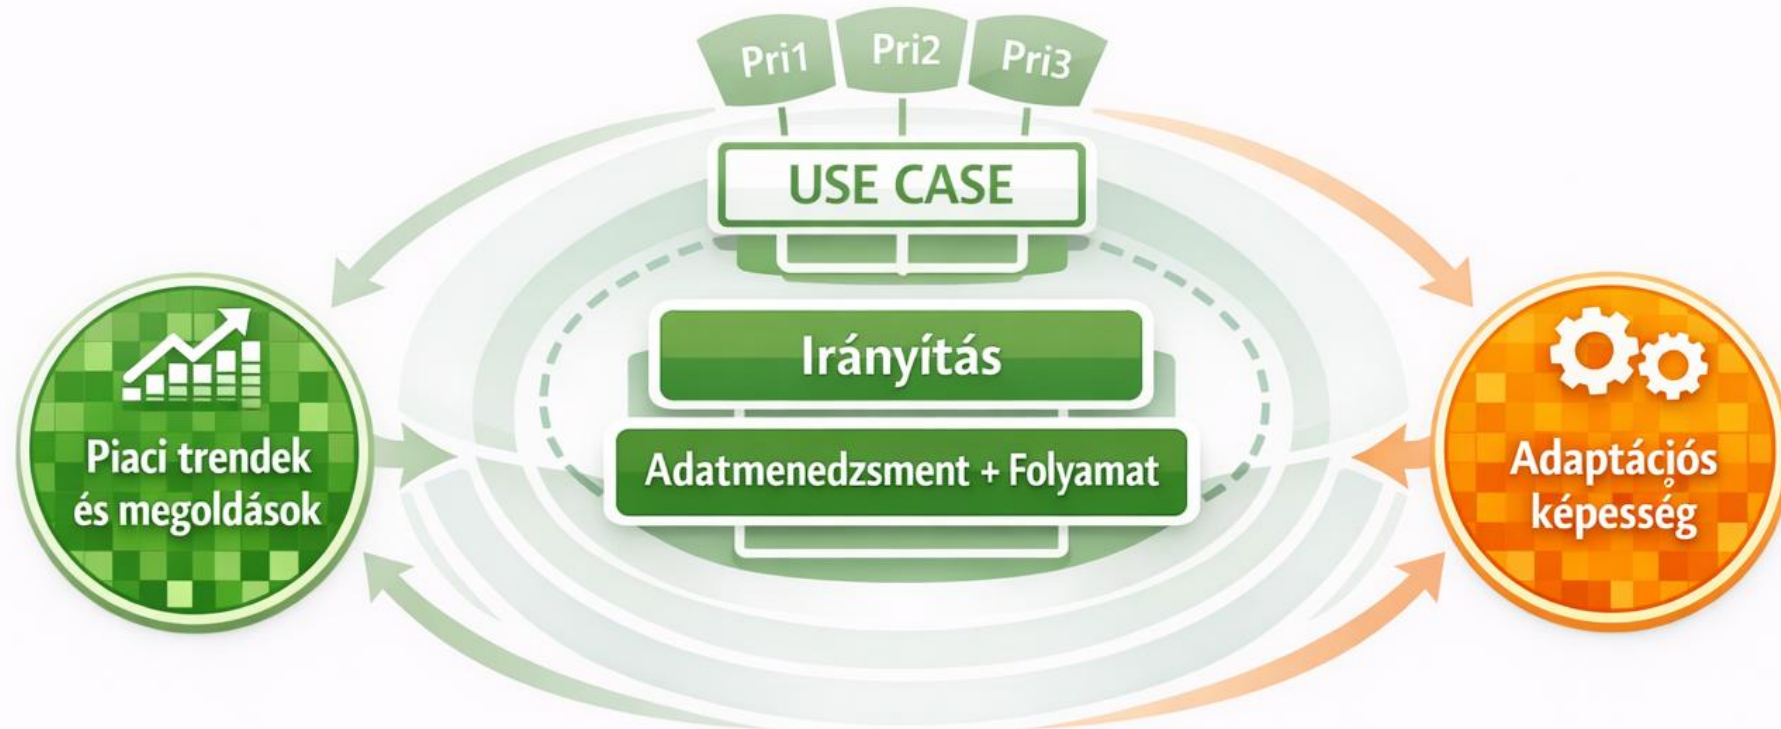 Pri1 Pri2 Pri3
USE CASE
Irányítás
Adatmenedzsment + Folyamat
Piaci trendek
és megoldások
Adaptációs
képesség